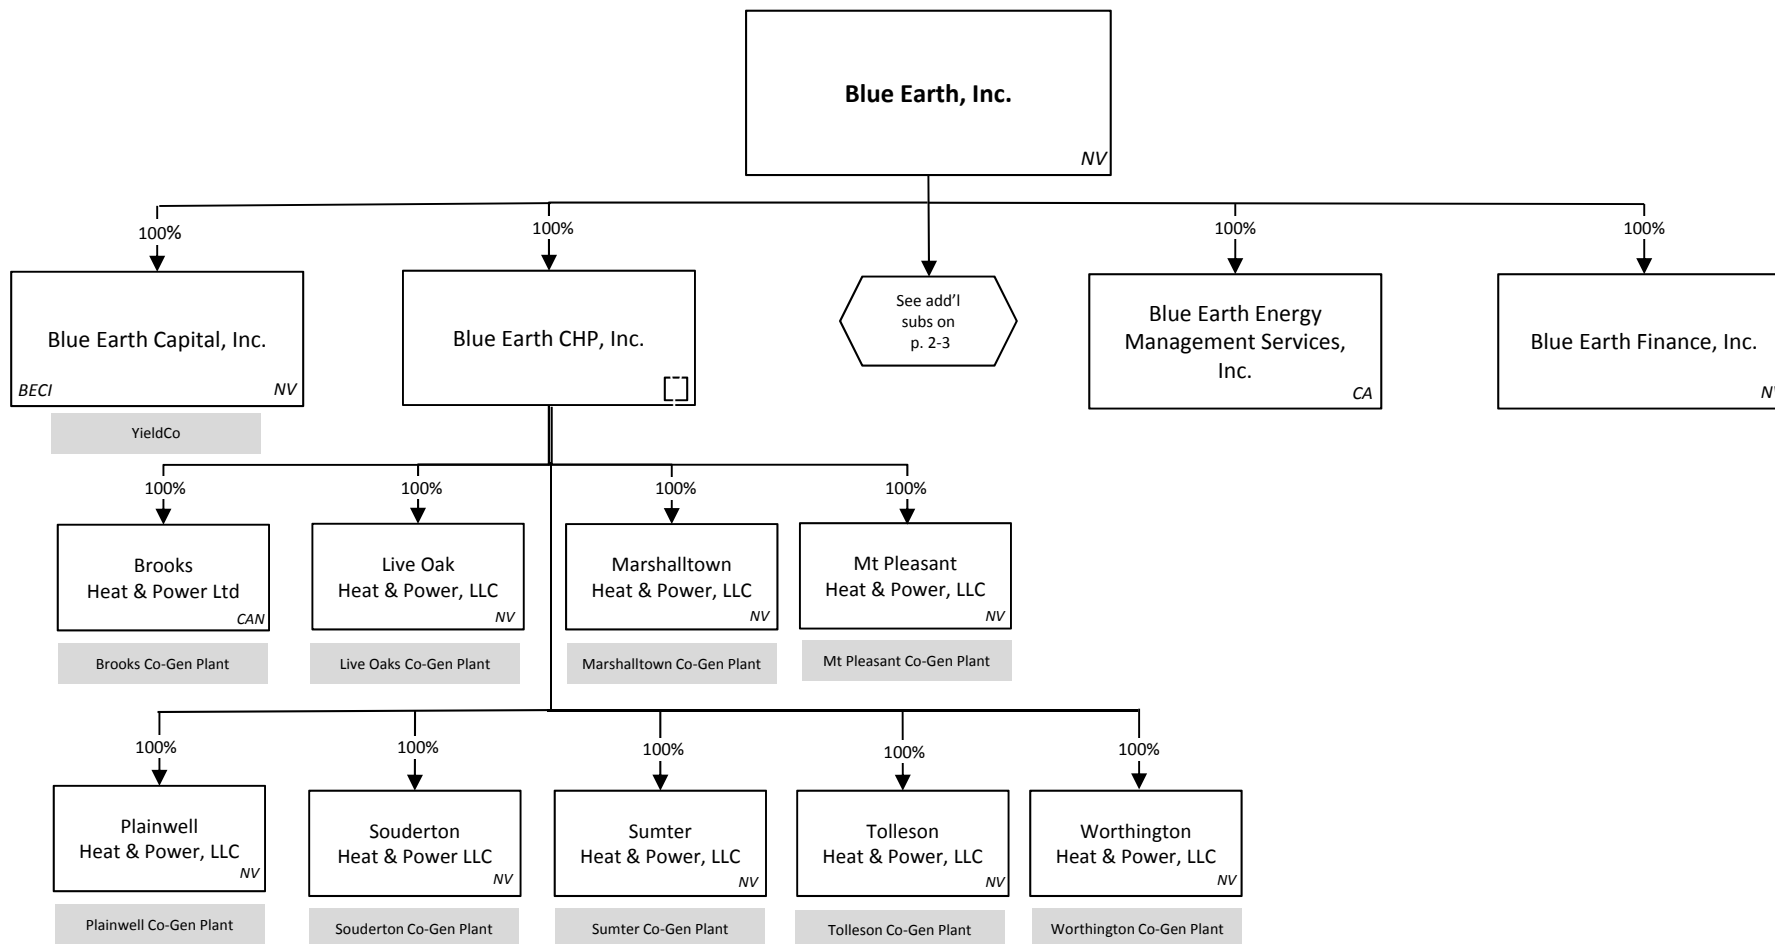 Blue Earth, Inc.
NV
100%
100%
100%
100%
Blue Earth Capital, Inc.
BECI
NV
YieldCo
Blue Earth CHP, Inc.
See add'l
subs on
p. 2-3
Blue Earth Energy
Management Services,
Inc.
CA
Blue Earth Finance, Inc.
NV
100%
100%
100%
100%
Brooks
Heat & Power Ltd
CAN
Live Oak
Heat & Power, LLC
NV
Marshalltown
Heat & Power, LLC
NV
Mt Pleasant
Heat & Power, LLC
NV
Brooks Co-Gen Plant
Live Oaks Co-Gen Plant
Marshalltown Co-Gen Plant
Mt Pleasant Co-Gen Plant
100%
100%
100%
100%
100%
Plainwell
Heat & Power, LLC
NV
Souderton
Heat & Power LLC
NV
Sumter
Heat & Power, LLC
NV
Tolleson
Heat & Power, LLC
NV
Worthington
Heat & Power, LLC
NV
Plainwell Co-Gen Plant
Souderton Co-Gen Plant
Sumter Co-Gen Plant
Tolleson Co-Gen Plant
Worthington Co-Gen Plant